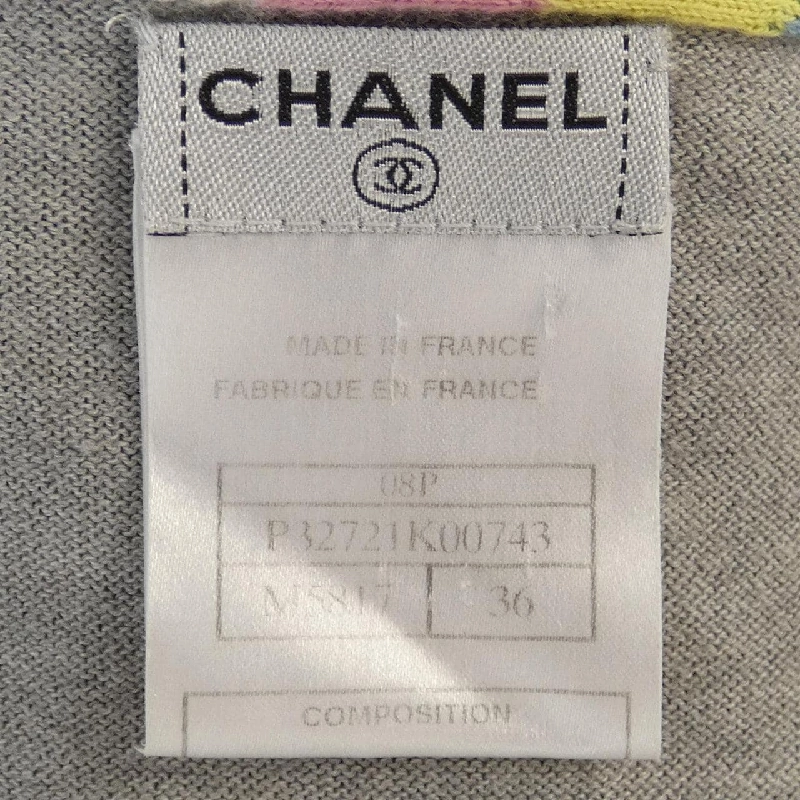 CHANEL
MADE IN FRANCE
FABRIQUE EN FRANCE
08P
P32721K00743
M5817 36
COMPOSITION